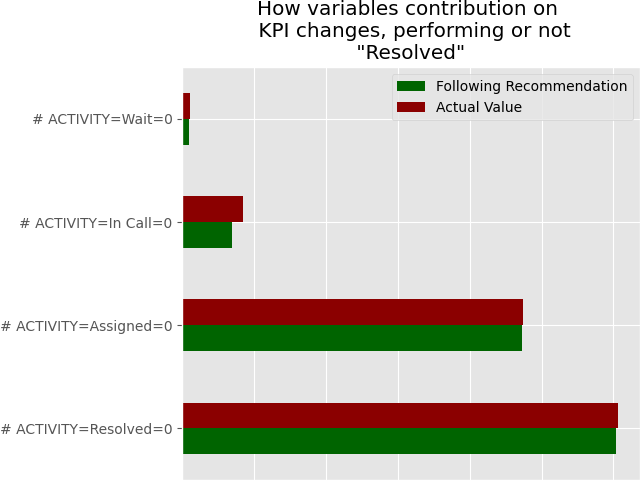 How variables contribution on
KPI changes, performing or not
"Resolved"
Following Recommendation
Actual Value
# ACTIVITY=Wait=0
# ACTIVITY=In Call=0
# ACTIVITY=Assigned=0
# ACTIVITY=Resolved=0